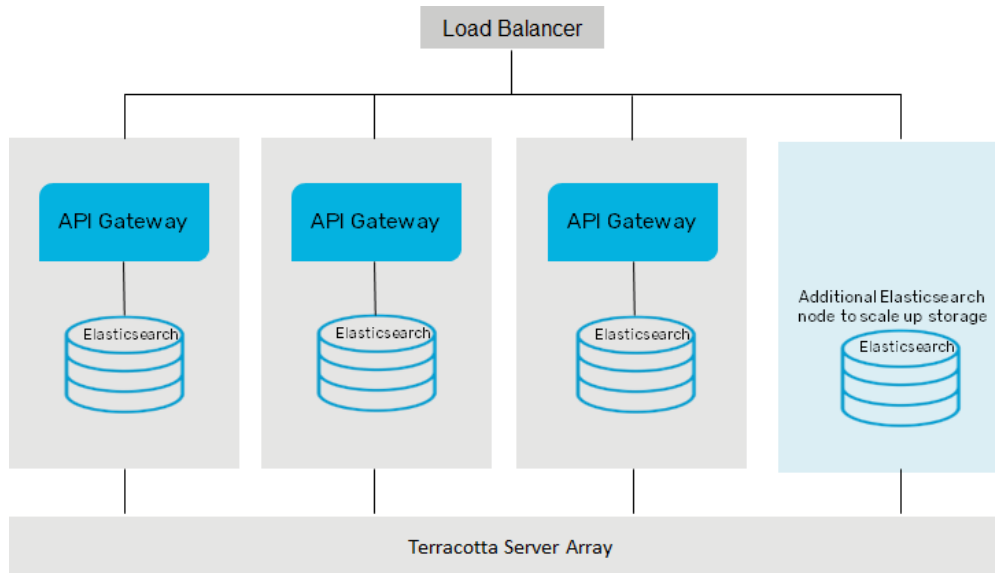 Load Balancer
API Gateway
API Gateway
API Gateway
Additional Elasticsearch
node to scale up storage
Elasticsearch
Elasticsearch
Elasticsearch
Elasticsearch
Terracotta Server Array